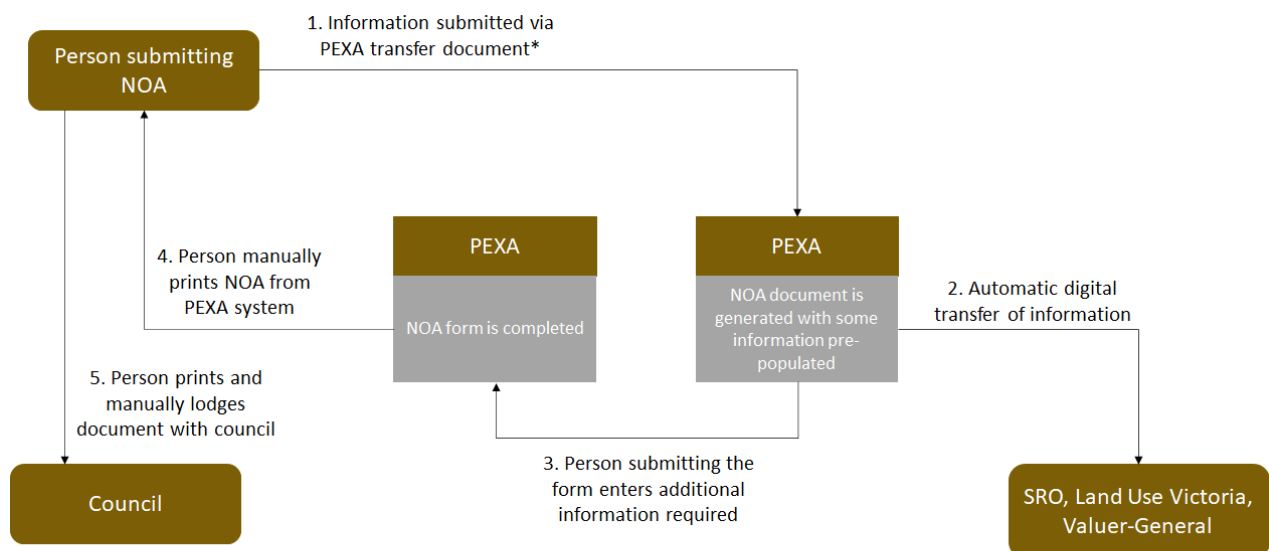 1. Information submitted via
PEXA transfer document*
Person submitting
NOA
4. Person manually
prints NOA from
PEXA system
PEXA
NOA form is completed
PEXA
NOA document is
generated with some
information pre-
populated
2. Automatic digital
transfer of information
5. Person prints and
manually lodges
document with council
3. Person submitting the
form enters additional
information required
Council
SRO, Land Use Victoria,
Valuer-General